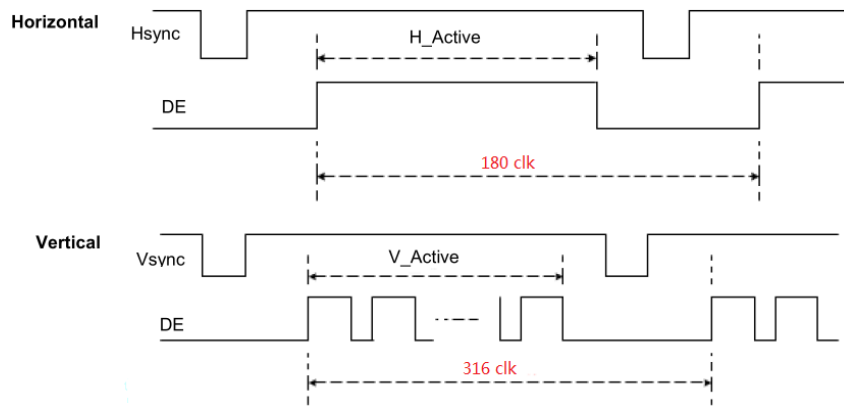 Horizontal
Hsync
H_Active
DE
180 clk
Vertical
Vsync
V_Active
DE
316 clk